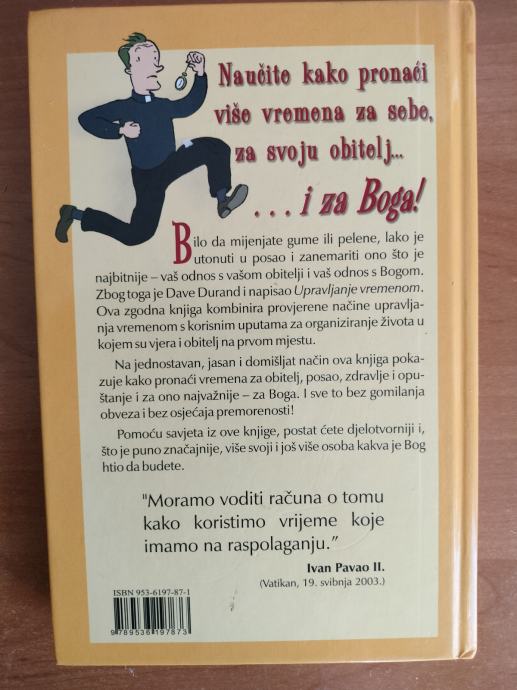 Naučite kako pronaći
više vremena za sebe,
za svoju obitelj...
...i za Boga!
Bilo da mijenjate gume ili pelene, lako je
utonuti u posao i zanemariti ono što je
najbitnije – vaš odnos s vašom obitelji i vaš odnos s Bogom.
Zbog toga je Dave Durand i napisao Upravljanje vremenom.
Ova zgodna knjiga kombinira provjerene načine upravlja-
nja vremenom s korisnim uputama za organiziranje života u
kojem su vjera i obitelj na prvom mjestu.
Na jednostavan, jasan i domišljat način ova knjiga poka-
zuje kako pronaći vremena za obitelj, posao, zdravlje i opu-
štanje i za ono najvažnije – za Boga. I sve to bez gomilanja
obveza i bez osjećaja premorenosti!
Pomoću savjeta iz ove knjige, postat ćete djelotvorniji i,
što je puno značajnije, više svoji i još više osoba kakva je Bog
htio da budete.
"Moramo voditi računa o tomu
kako koristimo vrijeme koje
imamo na raspolaganju.”
Ivan Pavao II.
(Vatikan, 19. svibnja 2003.)
ISBN 953-6197-87-1
9789536197873